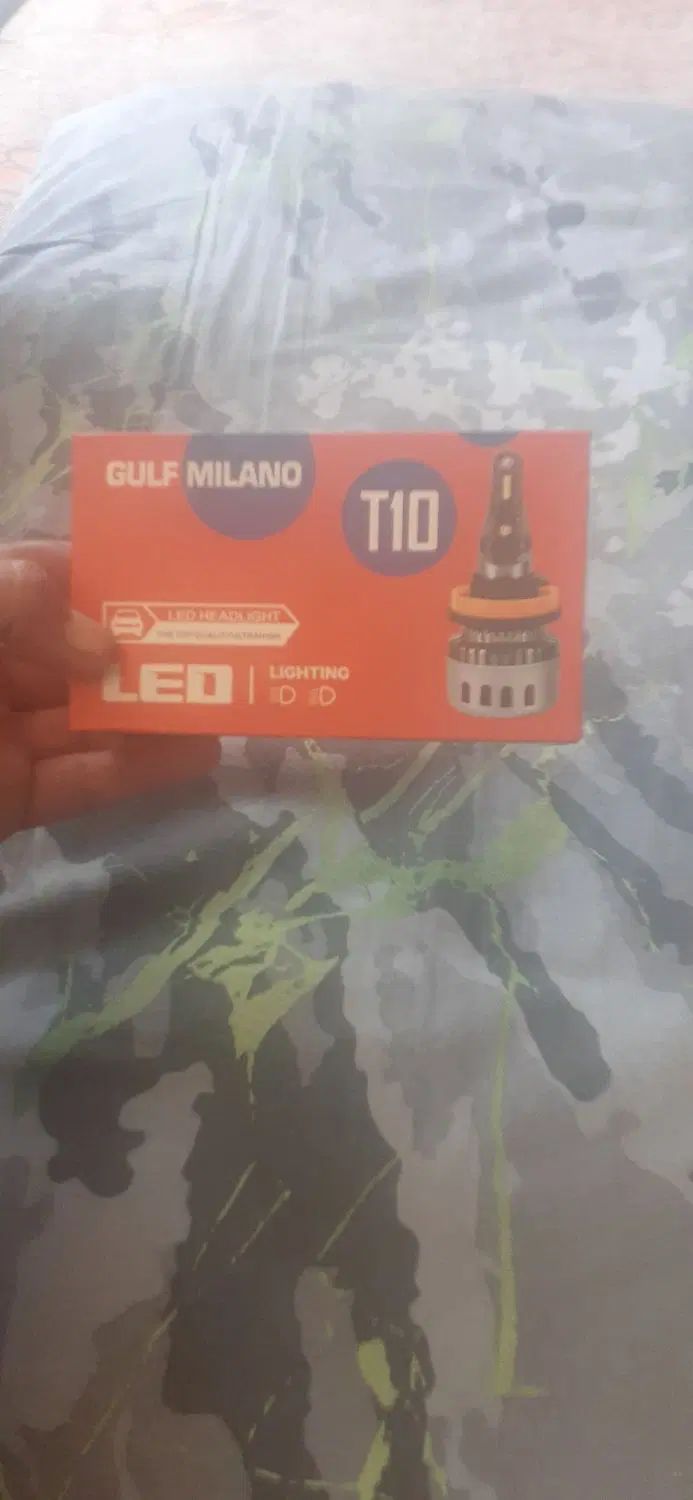 GULF MILANO
T10
LED HEADLIGHT
LED
LIGHTING